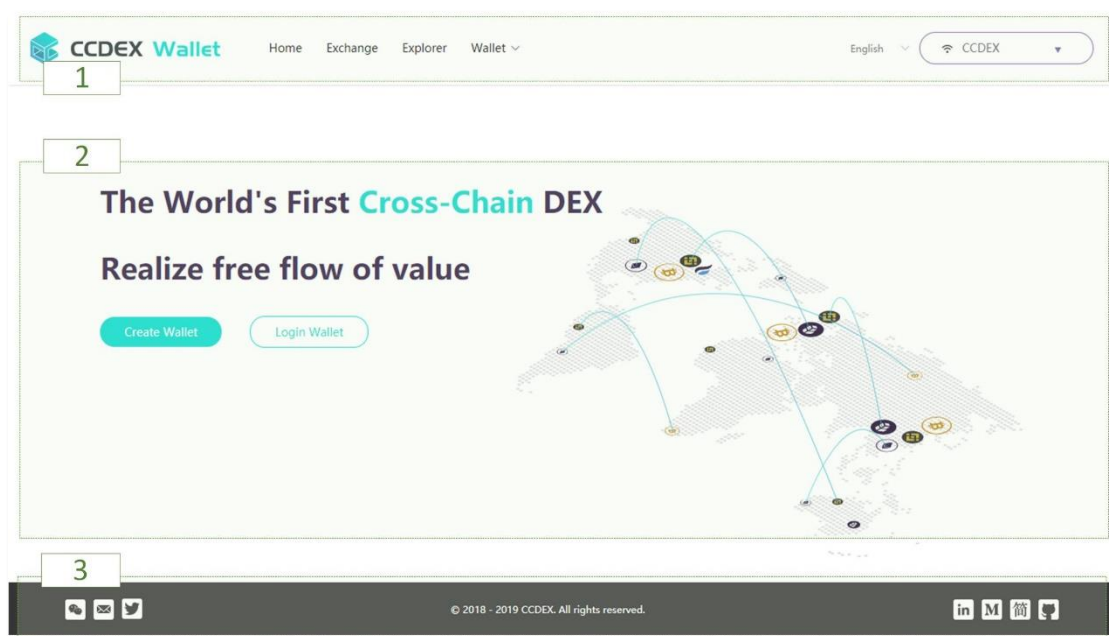 CCDEX Wallet
Home Exchange Explorer Wallet
English
CCDEX
1
2
The World's First Cross-Chain DEX
Realize free flow of value
Create Wallet Login Wallet
3
© 2018 - 2019 CCDEX. All rights reserved.
in M 简